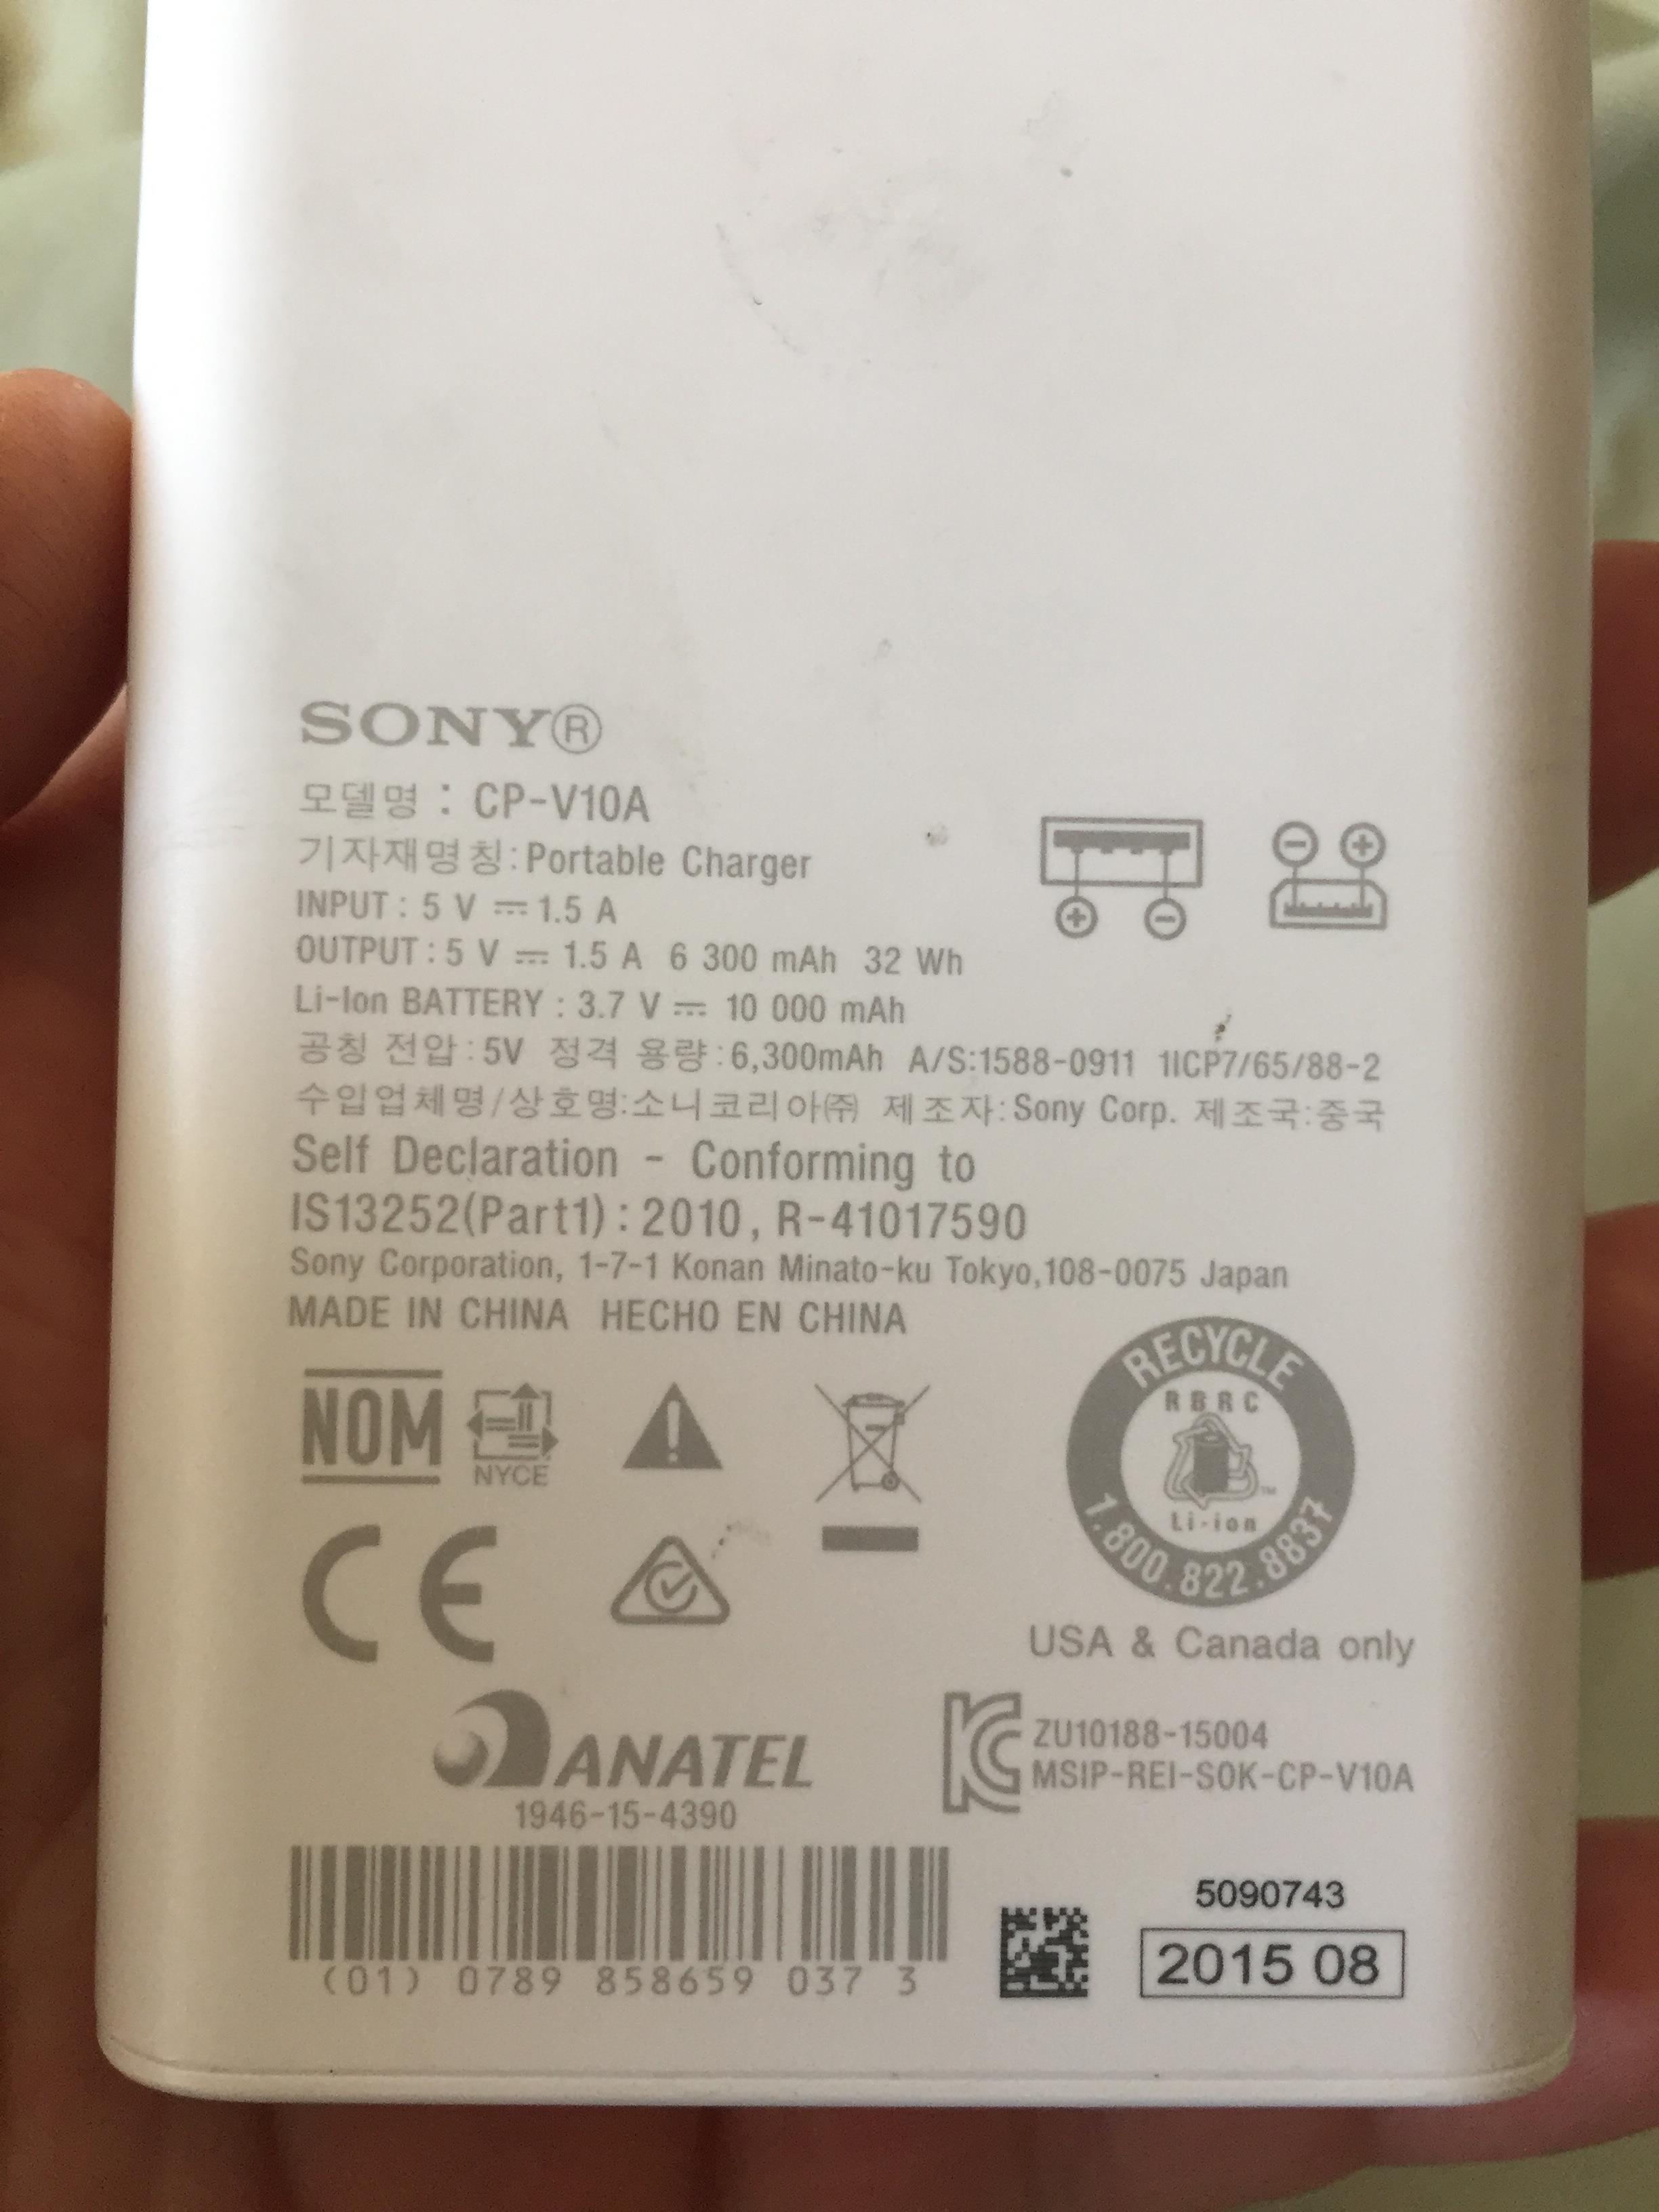 SONY®
모델명 : CP-V10A
기자재명칭:Portable Charger
INPUT : 5 V ⎓ 1.5 A
OUTPUT : 5 V ⎓ 1.5 A 6 300 mAh 32 Wh
Li-Ion BATTERY : 3.7 V ⎓ 10 000 mAh
공칭 전압:5V 정격 용량:6,300mAh A/S:1588-0911 1ICP7/65/88-2
수입업체명/상호명:소니코리아㈜ 제조자:Sony Corp. 제조국:중국
Self Declaration - Conforming to
IS13252(Part1) : 2010, R-41017590
Sony Corporation, 1-7-1 Konan Minato-ku Tokyo,108-0075 Japan
MADE IN CHINA HECHO EN CHINA
NOM
NYCE
RECYCLE
RBRC
Li-ion
1.800.822.8837
USA & Canada only
CE
ANATEL
1946-15-4390
ZU10188-15004
MSIP-REI-SOK-CP-V10A
(01) 0789 858659 037 3
5090743
2015 08